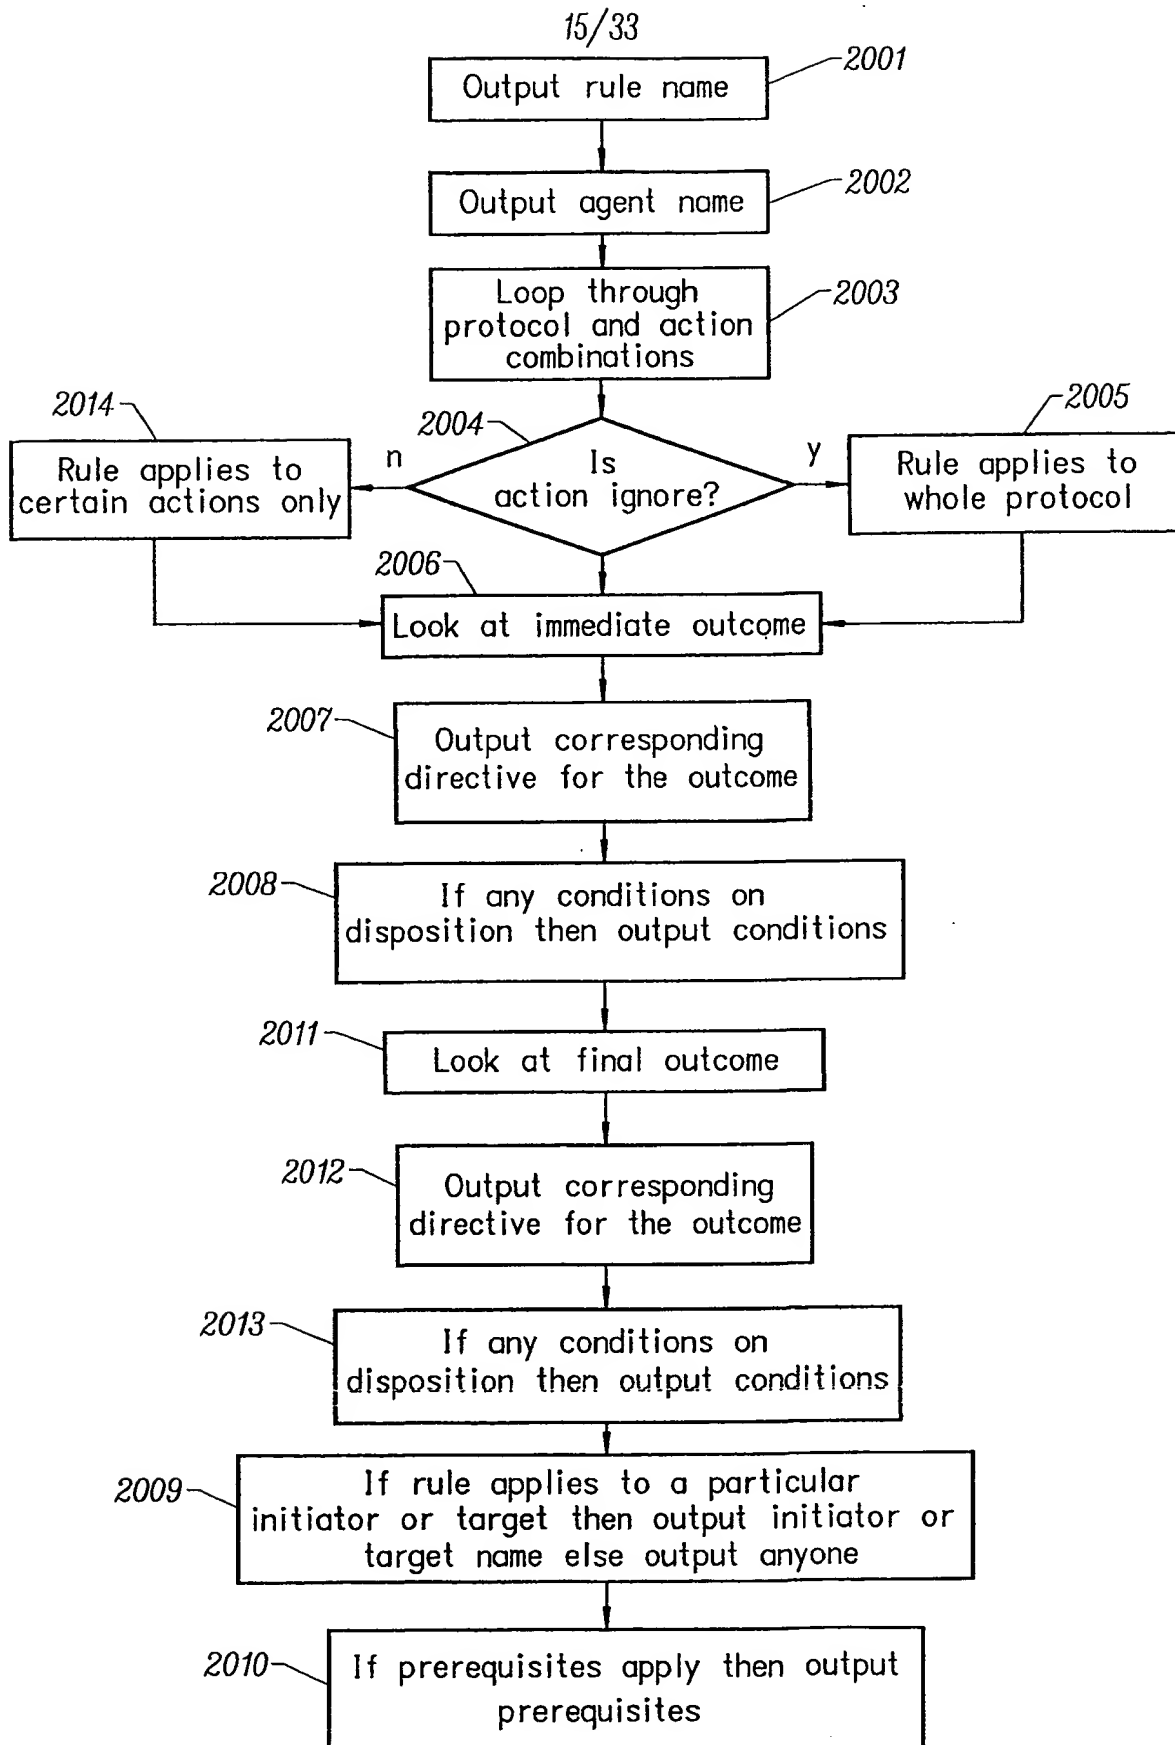 15/33
2001
Output rule name
2002
Output agent name
2003
Loop through
protocol and action
combinations
2014
2004
2005
n
y
Rule applies to
certain actions only
Is
action ignore?
Rule applies to
whole protocol
2006
Look at immediate outcome
2007
Output corresponding
directive for the outcome
2008
If any conditions on
disposition then output conditions
2011
Look at final outcome
2012
Output corresponding
directive for the outcome
2013
If any conditions on
disposition then output conditions
2009
If rule applies to a particular
initiator or target then output initiator or
target name else output anyone
2010
If prerequisites apply then output
prerequisites